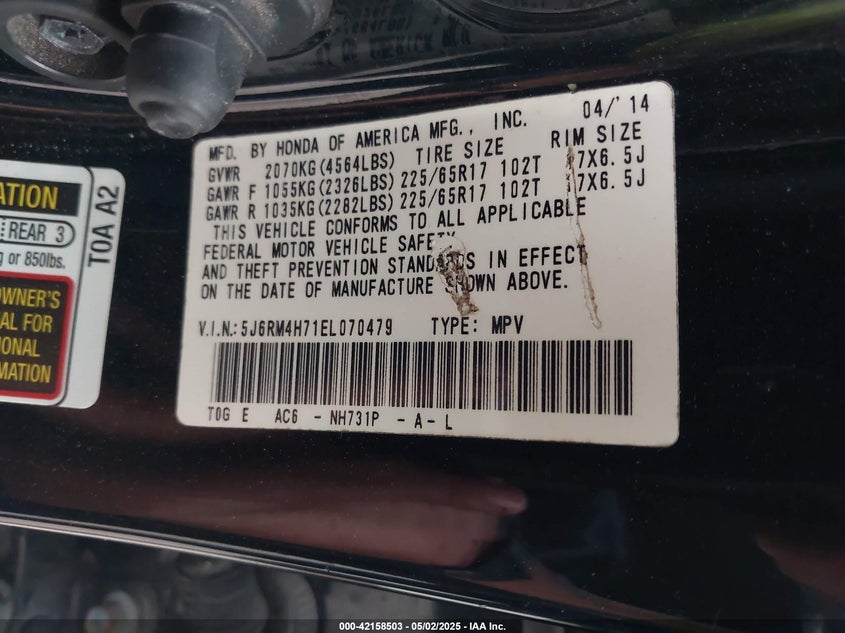 MFD. BY HONDA OF AMERICA MFG., INC. 04/'14
GVWR 2070KG(4564LBS) TIRE SIZE RIM SIZE
GAWR F 1055KG(2326LBS) 225/65R17 102T 7X6.5J
GAWR R 1035KG(2282LBS) 225/65R17 102T 7X6.5J
THIS VEHICLE CONFORMS TO ALL APPLICABLE
FEDERAL MOTOR VEHICLE SAFETY
AND THEFT PREVENTION STANDARDS IN EFFECT
ON THE DATE OF MANUFACTURE SHOWN ABOVE.
V.I.N.: 5J6RM4H71EL070479 TYPE: MPV
T0G E AC6 - NH731P - A - L
ATION
REAR 3
g or 850lbs.
OWNER'S
AL FOR
IONAL
RMATION
T0A A2
000-42158503 - 05/02/2025 - IAA Inc.